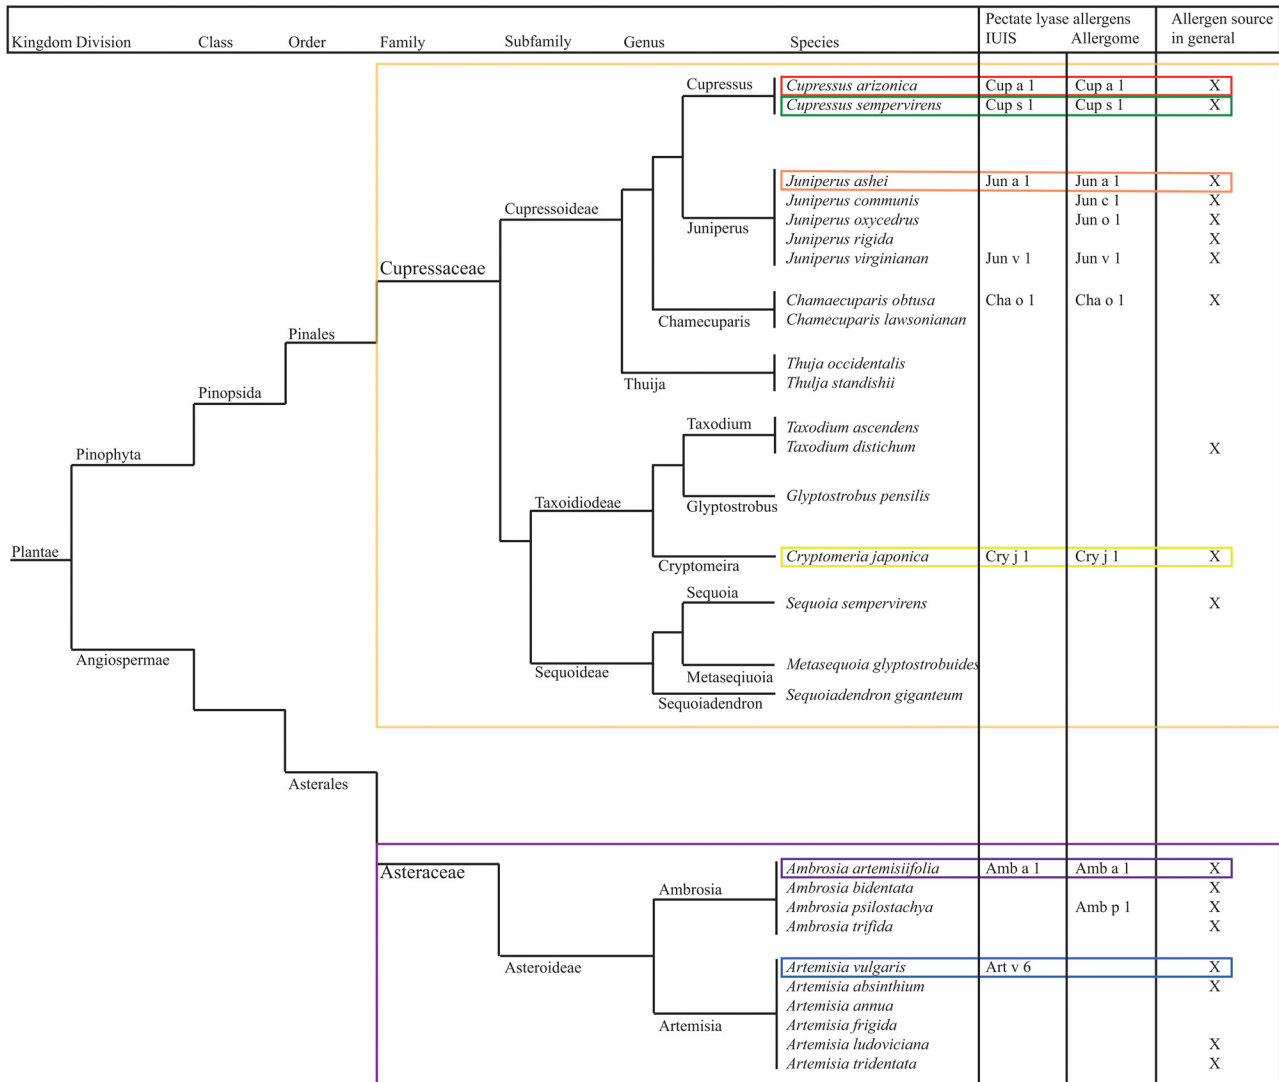 Pectate lyase allergens Allergen source
Kingdom Division Class Order Family Subfamily Genus Species IUIS Allergome in general
Cupressus
Cupressus arizonica Cup a 1 Cup a 1 X
Cupressus sempervirens Cup s 1 Cup s 1 X
Juniperus ashei Jun a 1 Jun a 1 X
Juniperus communis Jun c 1 X
Cupressoideae
Juniperus oxycedrus Jun o 1 X
Juniperus
Juniperus rigida X
Juniperus virginianan Jun v 1 Jun v 1 X
Cupressaceae
Chamaecuparis obtusa Cha o 1 Cha o 1 X
Chamecuparis
Chamecuparis lawsonianan
Pinales
Thuja occidentalis
Thuija
Thulja standishii
Pinopsida
Taxodium
Taxodium ascendens
Taxodium distichum X
Pinophyta
Glyptostrobus pensilis
Taxoidiodeae
Glyptostrobus
Plantae
Cryptomeria japonica Cry j 1 Cry j 1 X
Cryptomeira
Sequoia
Sequoia sempervirens X
Angiospermae
Metasequoia glyptostrobuides
Sequoideae
Metaseqiuoia
Sequoiadendron giganteum
Sequoiadendron
Asterales
Asteraceae
Ambrosia artemisiifolia Amb a 1 Amb a 1 X
Ambrosia
Ambrosia bidentata X
Ambrosia psilostachya Amb p 1 X
Ambrosia trifida X
Asteroideae
Artemisia vulgaris Art v 6 X
Artemisia absinthium X
Artemisia annua
Artemisia
Artemisia frigida
Artemisia ludoviciana X
Artemisia tridentata X